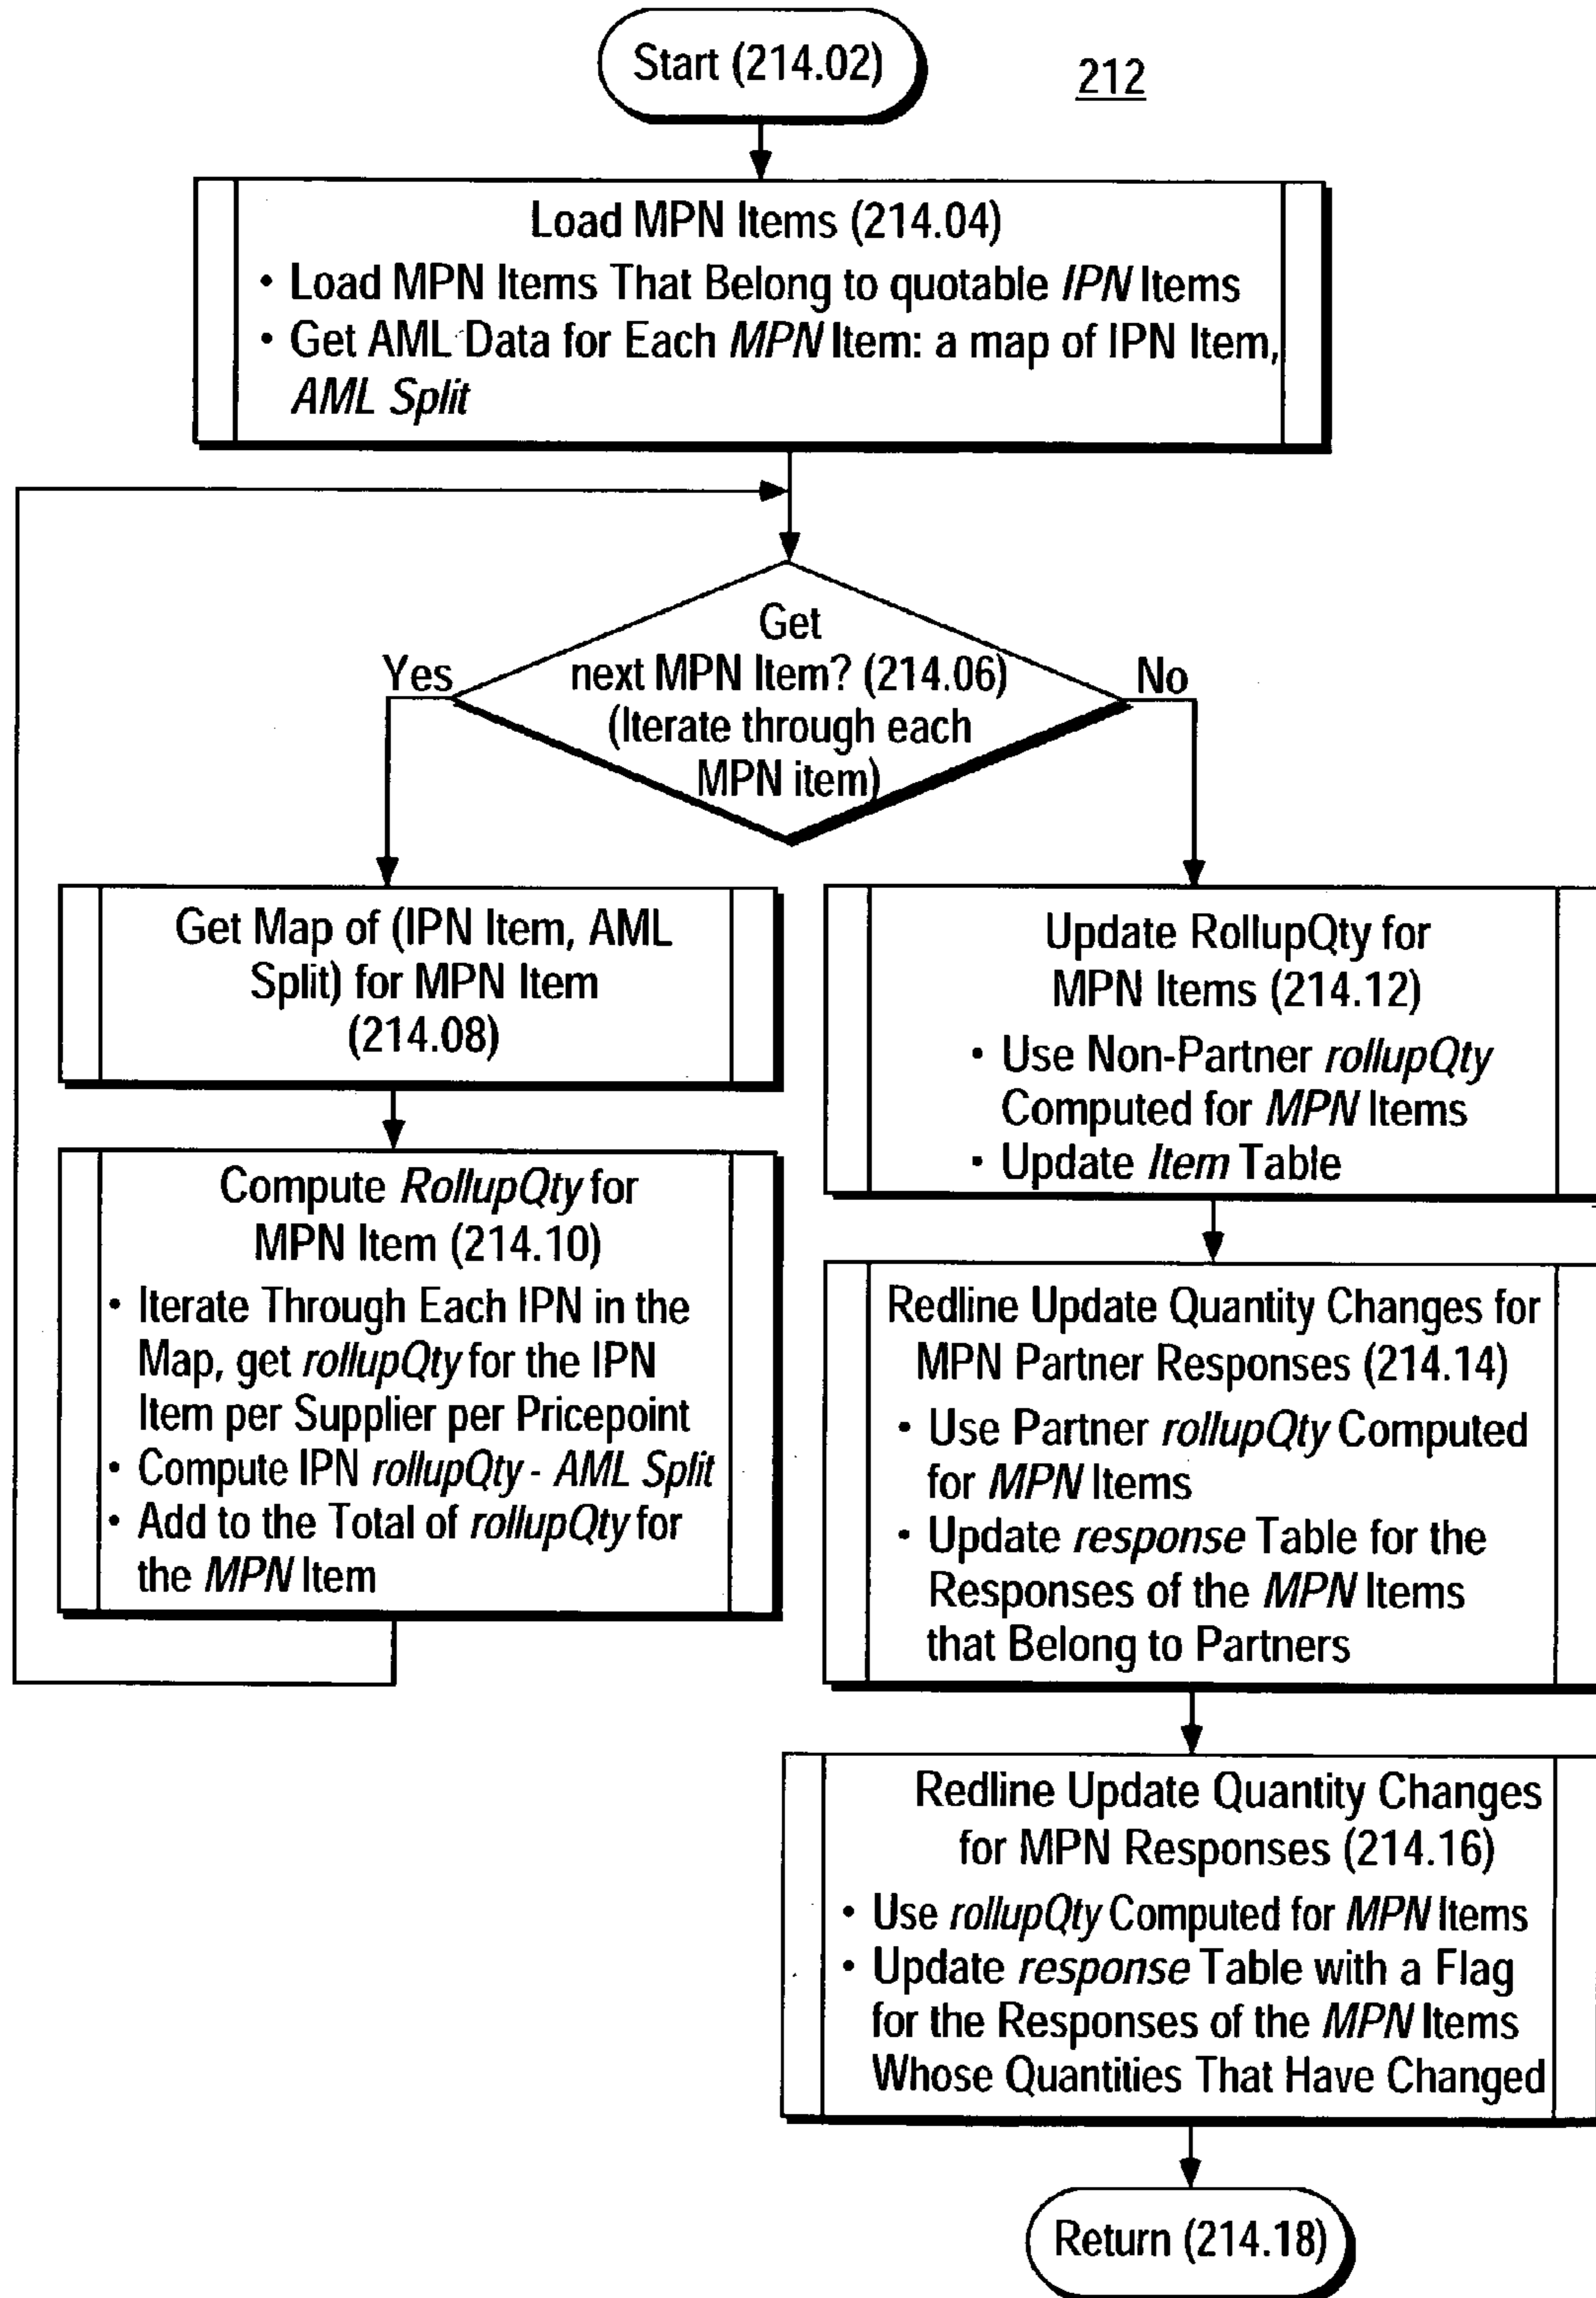 Start (214.02)
212
Load MPN Items (214.04)
• Load MPN Items That Belong to quotable IPN Items
• Get AML Data for Each MPN Item: a map of IPN Item,
AML Split
Get
next MPN Item? (214.06)
(Iterate through each
MPN item)
Yes
No
Get Map of (IPN Item, AML
Split) for MPN Item
(214.08)
Compute RollupQty for
MPN Item (214.10)
• Iterate Through Each IPN in the
Map, get rollupQty for the IPN
Item per Supplier per Pricepoint
• Compute IPN rollupQty - AML Split
• Add to the Total of rollupQty for
the MPN Item
Update RollupQty for
MPN Items (214.12)
• Use Non-Partner rollupQty
Computed for MPN Items
• Update Item Table
Redline Update Quantity Changes for
MPN Partner Responses (214.14)
• Use Partner rollupQty Computed
for MPN Items
• Update response Table for the
Responses of the MPN Items
that Belong to Partners
Redline Update Quantity Changes
for MPN Responses (214.16)
• Use rollupQty Computed for MPN Items
• Update response Table with a Flag
for the Responses of the MPN Items
Whose Quantities That Have Changed
Return (214.18)